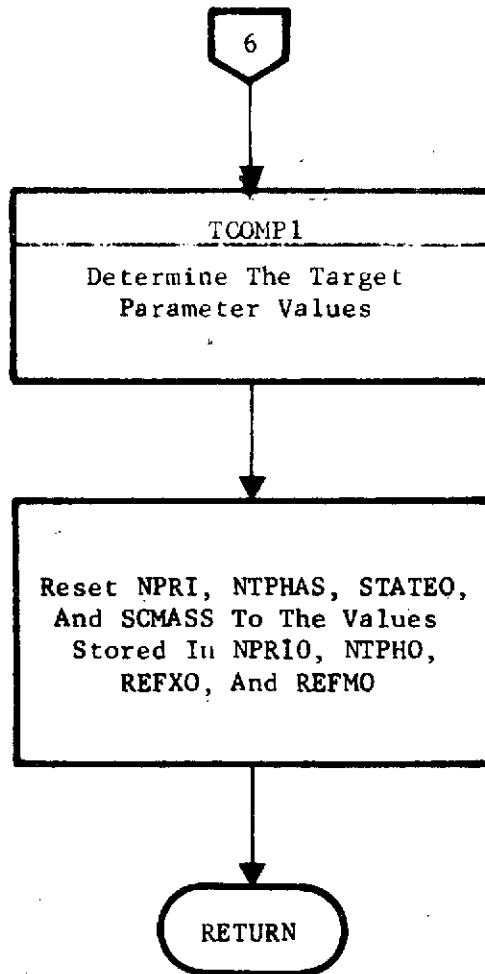 6
TCOMP1
Determine The Target
Parameter Values
Reset NPRI, NTPHAS, STATEO,
And SCMASS To The Values
Stored In NPRIO, NTPHO,
REFXO, And REFMO
RETURN